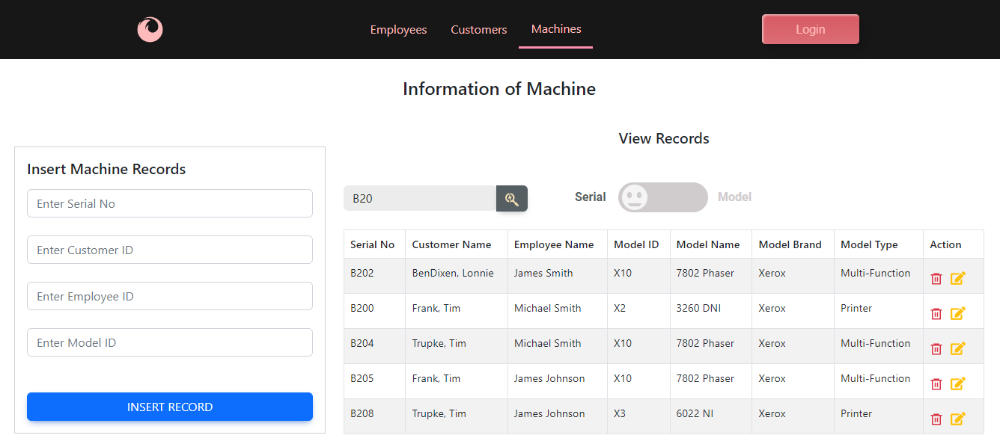 Employees Customers Machines Login
Information of Machine
View Records
Insert Machine Records
Enter Serial No
Enter Customer ID
Enter Employee ID
Enter Model ID
INSERT RECORD
B20
Serial Model
Serial No Customer Name Employee Name Model ID Model Name Model Brand Model Type Action
B202 BenDixen, Lonnie James Smith X10 7802 Phaser Xerox Multi-Function
B200 Frank, Tim Michael Smith X2 3260 DNI Xerox Printer
B204 Trupke, Tim Michael Smith X10 7802 Phaser Xerox Multi-Function
B205 Frank, Tim James Johnson X10 7802 Phaser Xerox Multi-Function
B208 Trupke, Tim James Johnson X3 6022 NI Xerox Printer